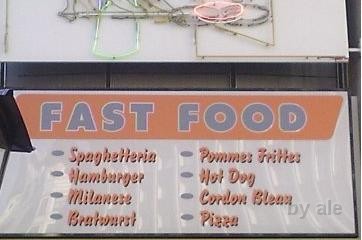 FAST FOOD
Spaghetteria
Hamburger
Milanese
Bratwurst
Pommes Frittes
Hot Dog
Cordon Bleau
Pizza
by ale